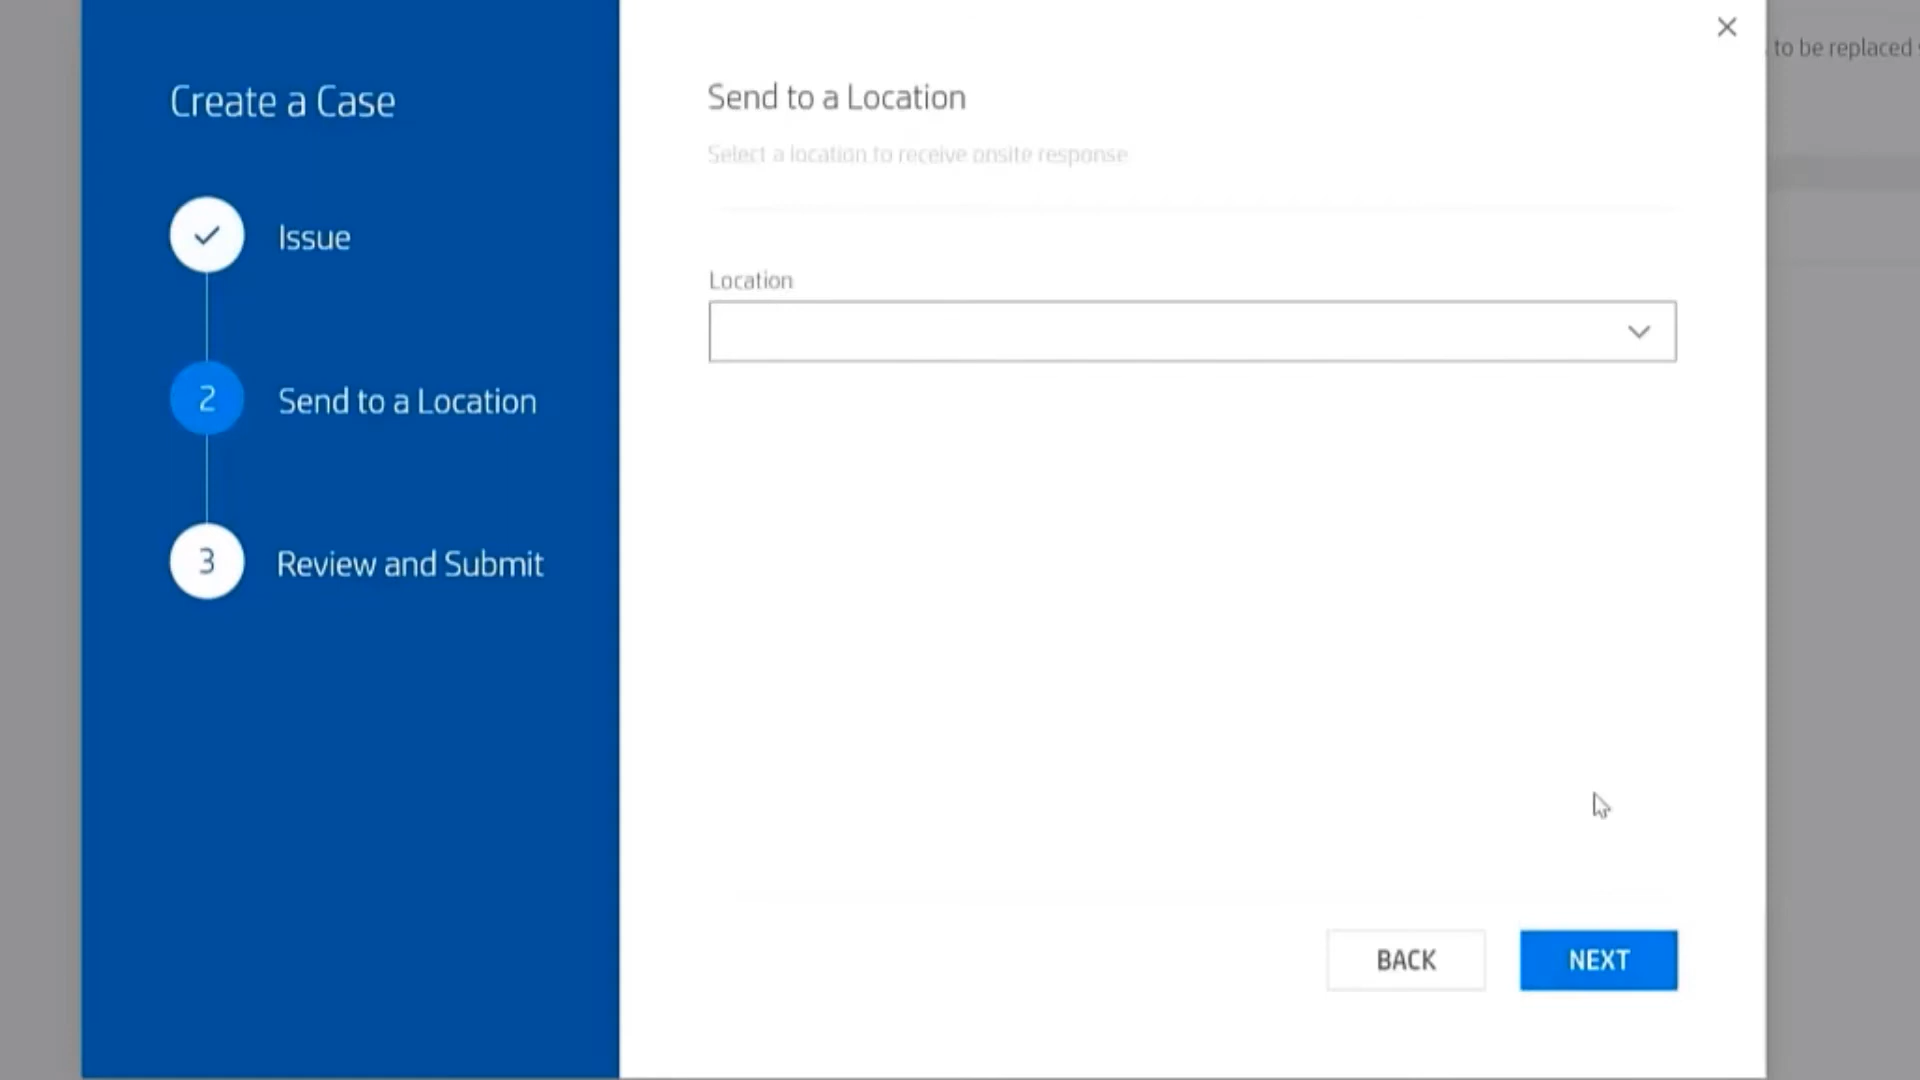 to be replaced
Create a Case
Issue
2
Send to a Location
3
Review and Submit
Send to a Location
Select a location to receive onsite response
Location
BACK
NEXT